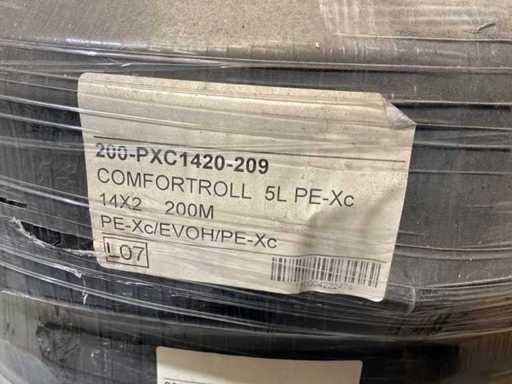 200-PXC1420-209
COMFORTROLL 5L PE-Xc
14X2 200M
PE-Xc/EVOH/PE-Xc
L07